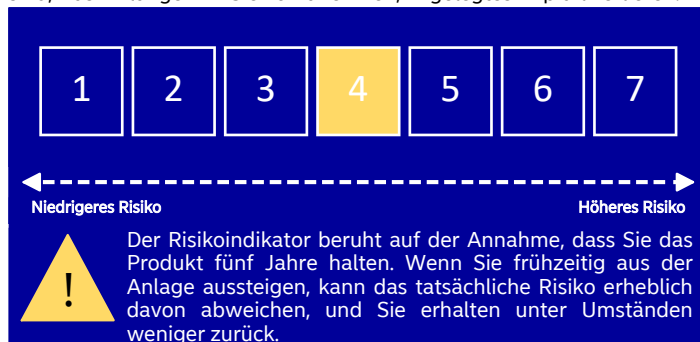 1 2 3 4 5 6 7
Niedrigeres Risiko Höheres Risiko
! Der Risikoindikator beruht auf der Annahme, dass Sie das
Produkt fünf Jahre halten. Wenn Sie frühzeitig aus der
Anlage aussteigen, kann das tatsächliche Risiko erheblich
davon abweichen, und Sie erhalten unter Umständen
weniger zurück.